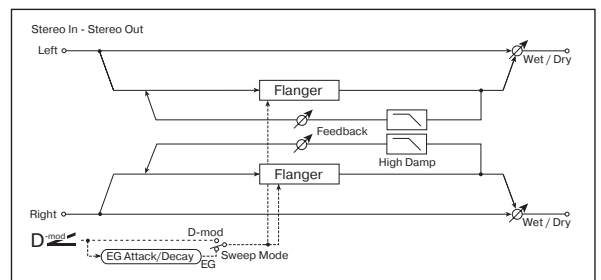 Stereo In - Stereo Out
Left
Wet / Dry
Flanger
Feedback
High Damp
Flanger
Right
Wet / Dry
D-mod
D-mod
EG Attack/Decay
EG
Sweep Mode